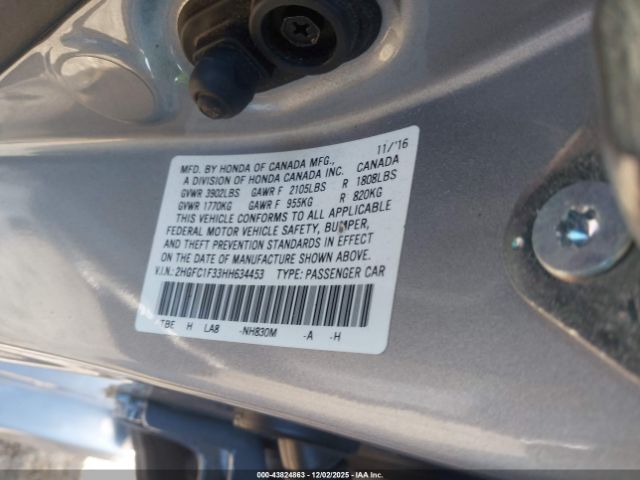 11/'16
MFD. BY HONDA OF CANADA MFG., CANADA
A DIVISION OF HONDA CANADA INC.
GVWR 3902LBS GAWR F 2105LBS R 1808LBS
GVWR 1770KG GAWR F 955KG R 820KG
THIS VEHICLE CONFORMS TO ALL APPLICABLE
FEDERAL MOTOR VEHICLE SAFETY, BUMPER,
AND THEFT PREVENTION STANDARDS IN EFFECT
ON THE DATE OF MANUFACTURE SHOWN ABOVE.
V.I.N.: 2HGFC1F33HH634453 TYPE: PASSENGER CAR
TBF H LA8 -NH830M -A -H
000-43824863 - 12/02/2025 - IAAI.com